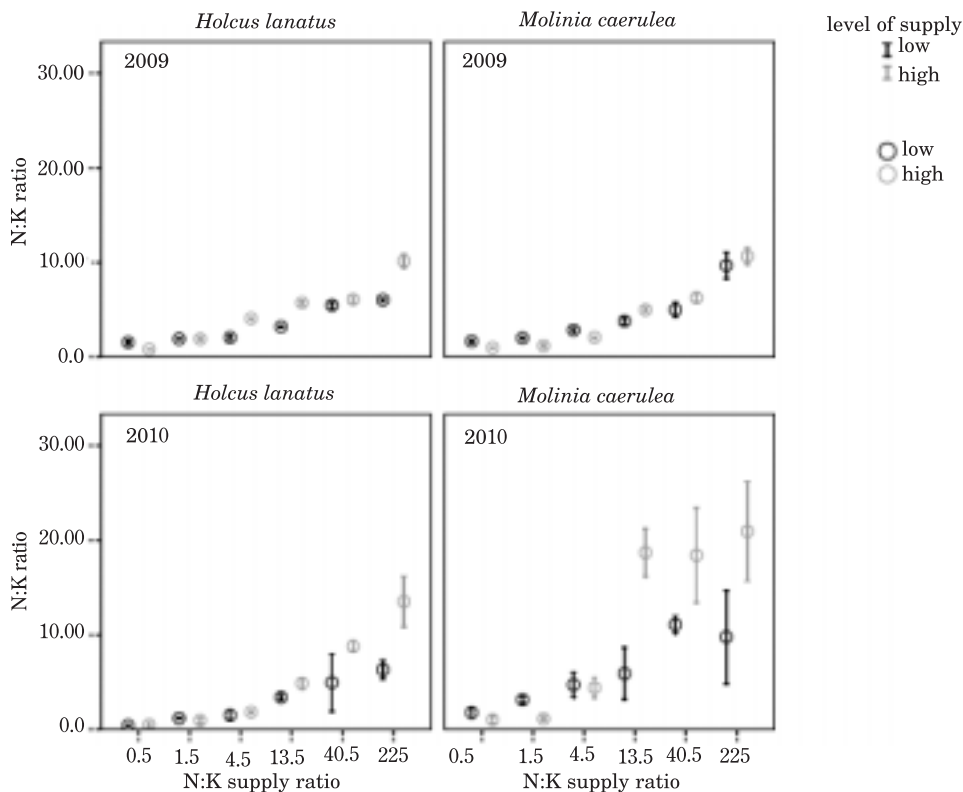 Holcus lanatus
Molinia caerulea
level of supply
low
high
low
high
2009
2009
30.00
20.00
10.00
0.0
N:K ratio
Holcus lanatus
Molinia caerulea
2010
2010
30.00
20.00
10.00
0.0
N:K ratio
0.5 1.5 4.5 13.5 40.5 225
0.5 1.5 4.5 13.5 40.5 225
N:K supply ratio
N:K supply ratio